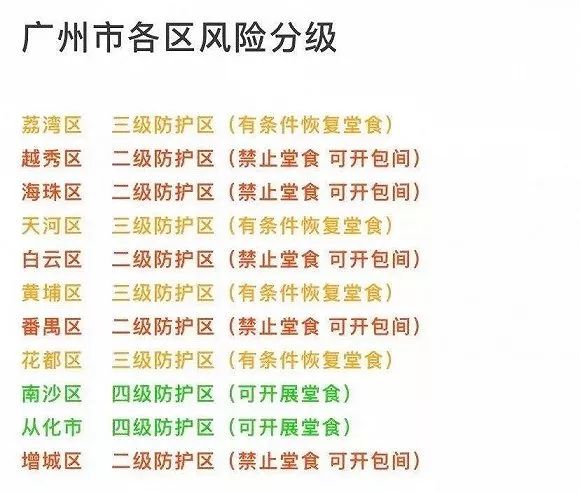 广州市各区风险分级
荔湾区 三级防护区（有条件恢复堂食）
越秀区 二级防护区（禁止堂食 可开包间）
海珠区 二级防护区（禁止堂食 可开包间）
天河区 三级防护区（有条件恢复堂食）
白云区 二级防护区（禁止堂食 可开包间）
黄埔区 三级防护区（有条件恢复堂食）
番禺区 二级防护区（禁止堂食 可开包间）
花都区 三级防护区（有条件恢复堂食）
南沙区 四级防护区（可开展堂食）
从化市 四级防护区（可开展堂食）
增城区 二级防护区（禁止堂食 可开包间）